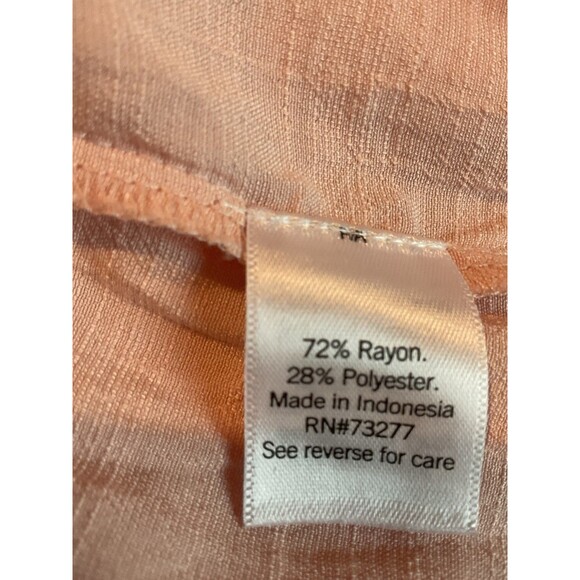 72% Rayon.
28% Polyester.
Made in Indonesia
RN#73277
See reverse for care